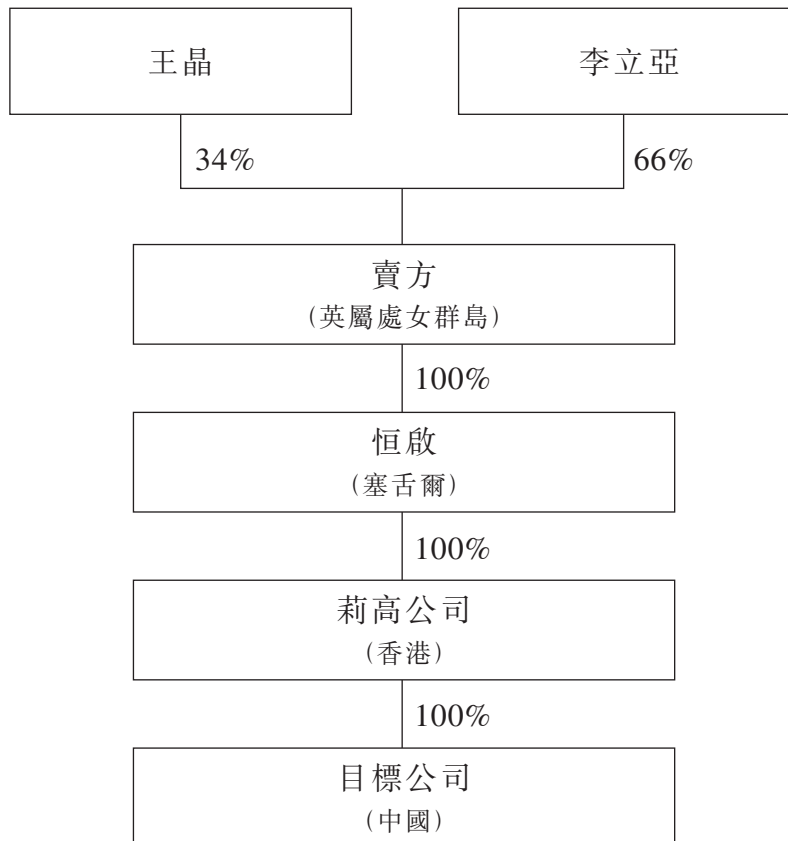 王晶
李立亞
34%
66%
賣方
(英屬處女群島)
100%
恒啟
(塞舌爾)
100%
莉高公司
(香港)
100%
目標公司
(中國)